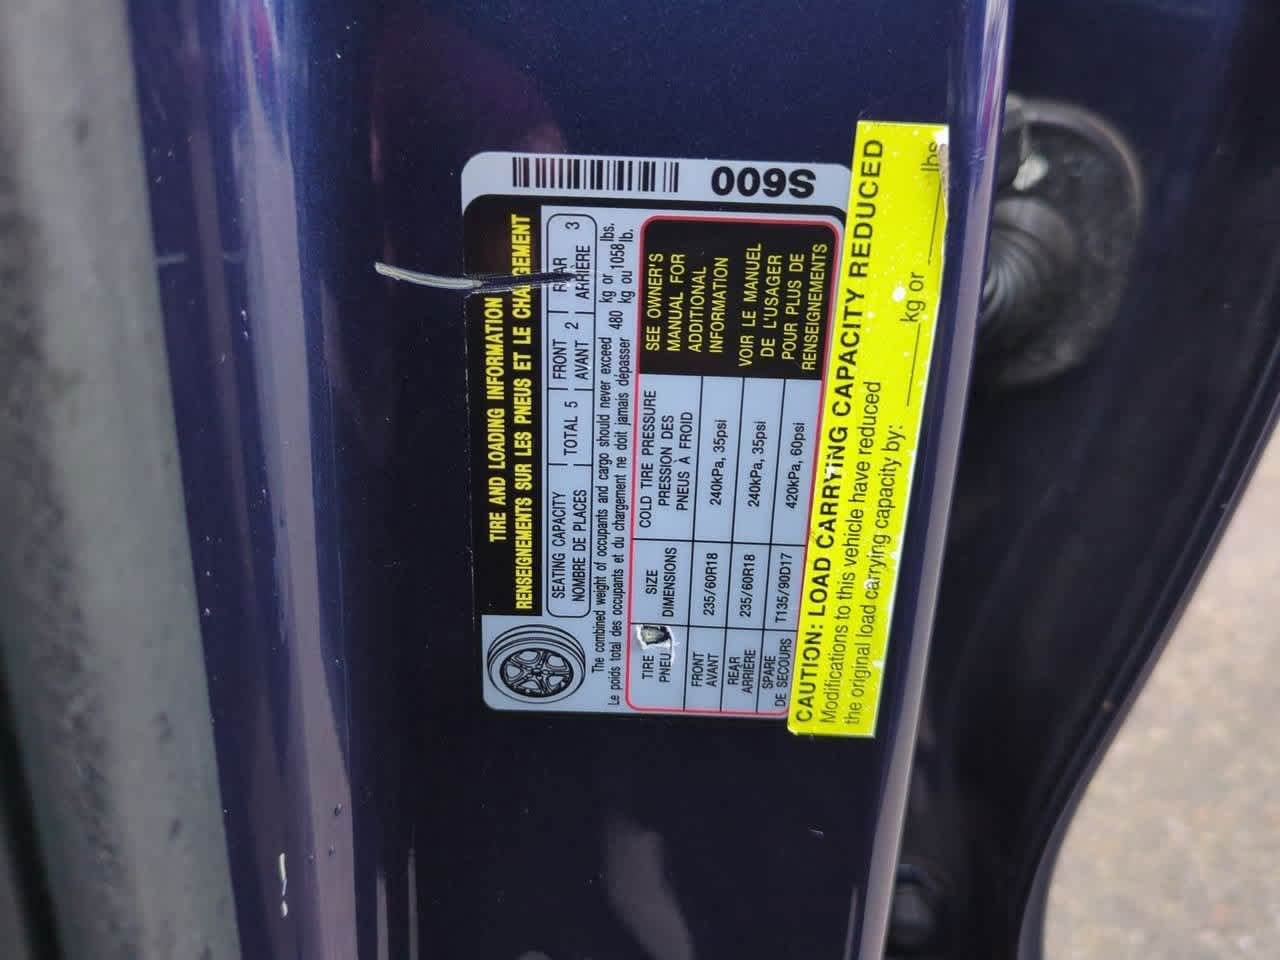 TIRE AND LOADING INFORMATION
RENSEIGNEMENTS SUR LES PNEUS ET LE CHARGEMENT
SEATING CAPACITY
NOMBRE DE PLACES
TOTAL 5
FRONT
AVANT 2
REAR
ARRIÈRE 3
The combined weight of occupants and cargo should never exceed 480 kg or 1058 lbs.
Le poids total des occupants et du chargement ne doit jamais dépasser kg ou lb.
TIRE
PNEU
SIZE
DIMENSIONS
COLD TIRE PRESSURE
PRESSION DES
PNEUS À FROID
FRONT
AVANT
235/60R18
240kPa, 35psi
REAR
ARRIÈRE
235/60R18
240kPa, 35psi
SPARE
DE SECOURS
T135/90D17
420kPa, 60psi
SEE OWNER'S
MANUAL FOR
ADDITIONAL
INFORMATION
VOIR LE MANUEL
DE L'USAGER
POUR PLUS DE
RENSEIGNEMENTS
S600
CAUTION: LOAD CARRYING CAPACITY REDUCED
Modifications to this vehicle have reduced
the original load carrying capacity by: ______ kg or ______ lbs